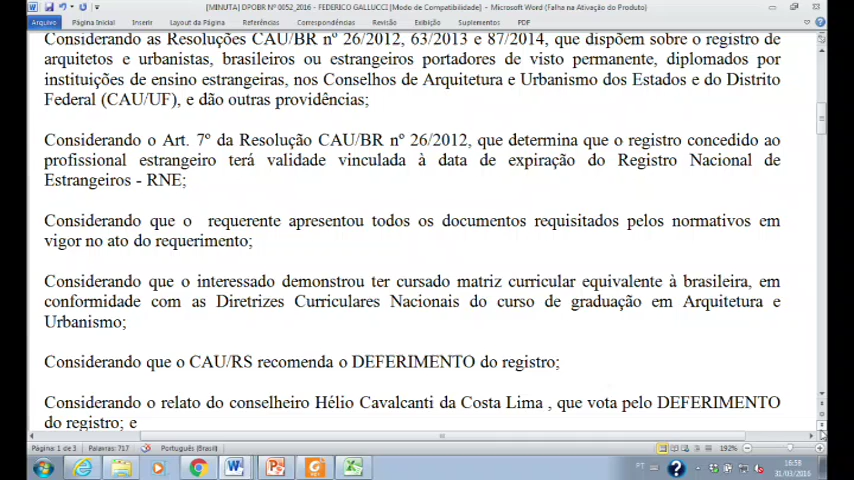 [MINUTA] DPOBR Nº 0052_2016 - FEDERICO GALLUCCI [Modo de Compatibilidade] - Microsoft Word (Falha na Ativação do Produto)
Arquivo Página Inicial Inserir Layout da Página Referências Correspondências Revisão Exibição Suplementos PDF
Considerando as Resoluções CAU/BR nº 26/2012, 63/2013 e 87/2014, que dispõem sobre o registro de
arquitetos e urbanistas, brasileiros ou estrangeiros portadores de visto permanente, diplomados por
instituições de ensino estrangeiras, nos Conselhos de Arquitetura e Urbanismo dos Estados e do Distrito
Federal (CAU/UF), e dão outras providências;
Considerando o Art. 7º da Resolução CAU/BR nº 26/2012, que determina que o registro concedido ao
profissional estrangeiro terá validade vinculada à data de expiração do Registro Nacional de
Estrangeiros - RNE;
Considerando que o requerente apresentou todos os documentos requisitados pelos normativos em
vigor no ato do requerimento;
Considerando que o interessado demonstrou ter cursado matriz curricular equivalente à brasileira, em
conformidade com as Diretrizes Curriculares Nacionais do curso de graduação em Arquitetura e
Urbanismo;
Considerando que o CAU/RS recomenda o DEFERIMENTO do registro;
Considerando o relato do conselheiro Hélio Cavalcanti da Costa Lima , que vota pelo DEFERIMENTO
do registro; e
Página: 1 de 3 Palavras: 717 Português (Brasil) 192%
PT 16:58
31/03/2016